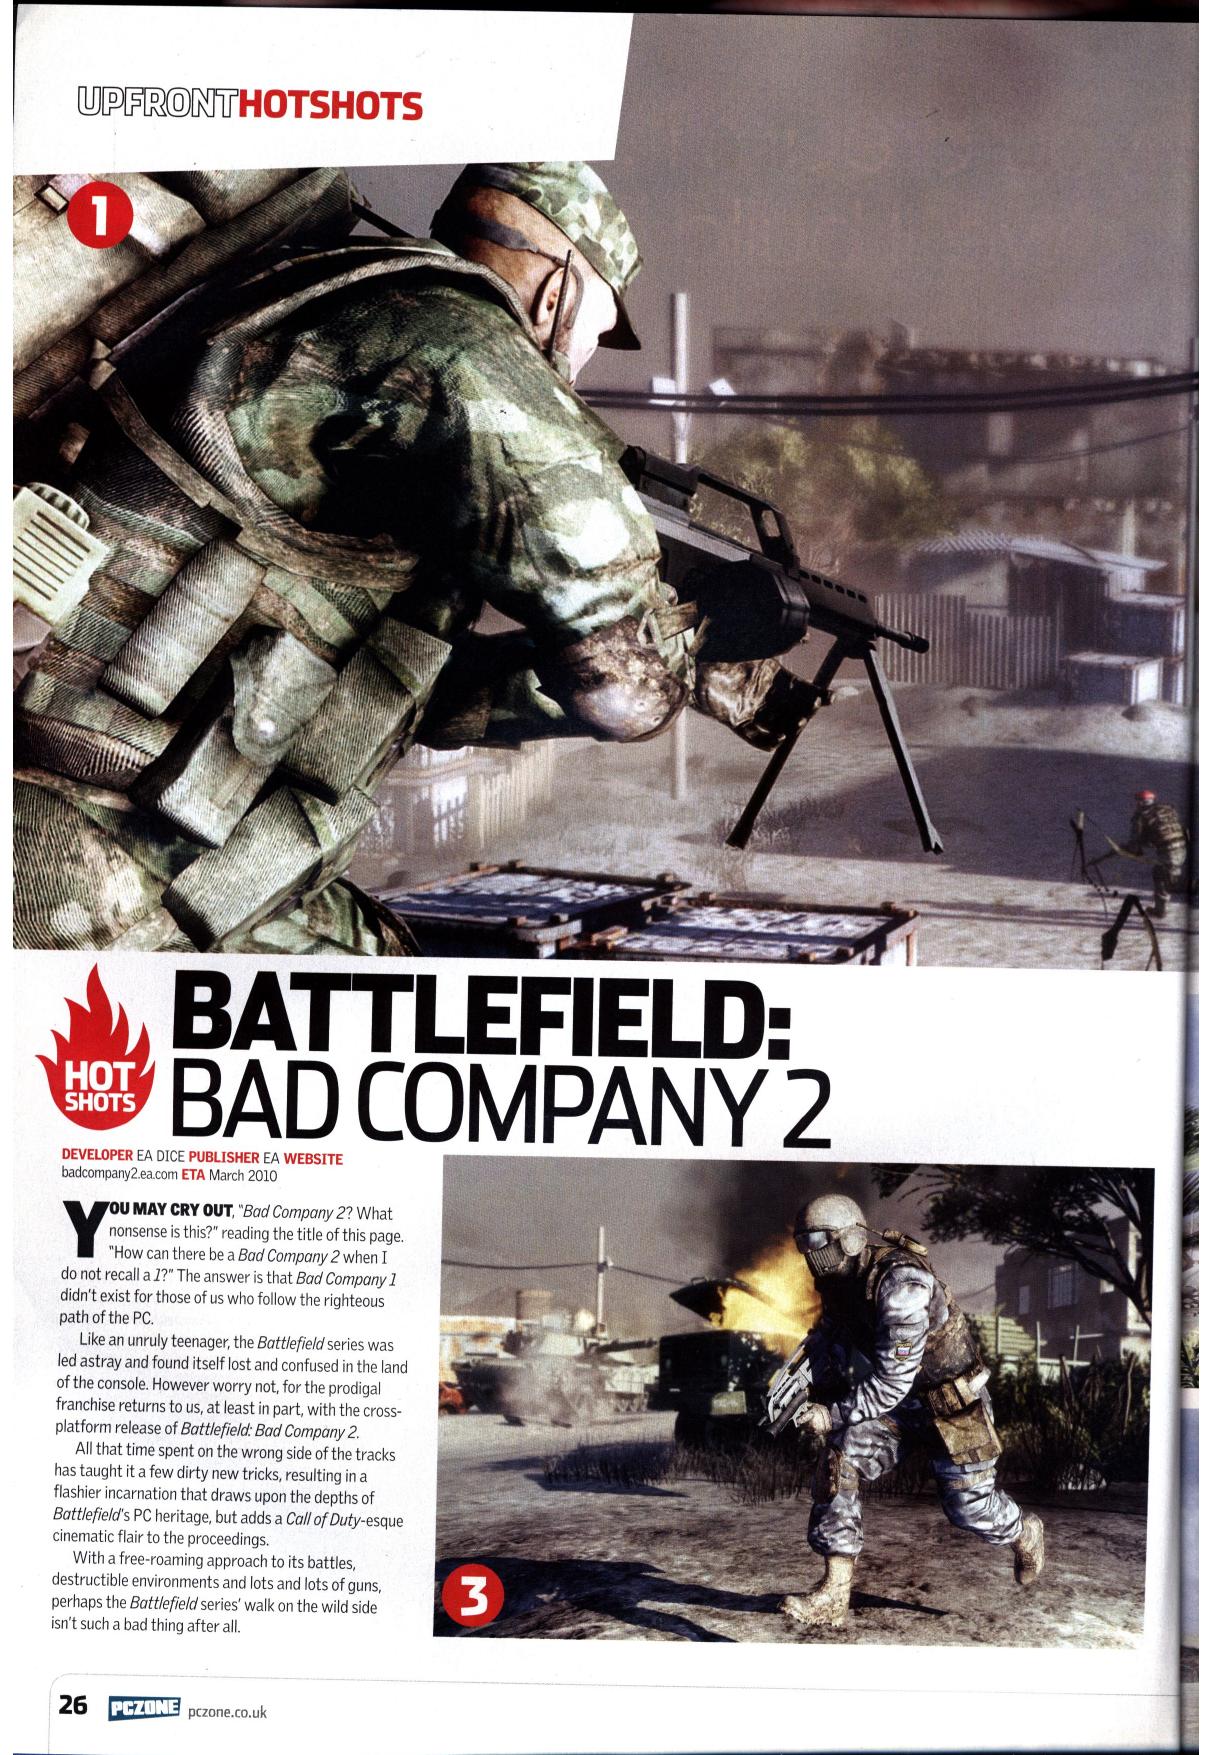 UPFRONTHOTSHOTS
1
HOT
SHOTS
BATTLEFIELD:
BAD COMPANY 2
DEVELOPER EA DICE PUBLISHER EA WEBSITE
badcompany2.ea.com ETA March 2010
YOU MAY CRY OUT, "Bad Company 2? What
nonsense is this?" reading the title of this page.
"How can there be a Bad Company 2 when I
do not recall a 1?" The answer is that Bad Company 1
didn't exist for those of us who follow the righteous
path of the PC.
Like an unruly teenager, the Battlefield series was
led astray and found itself lost and confused in the land
of the console. However worry not, for the prodigal
franchise returns to us, at least in part, with the cross-
platform release of Battlefield: Bad Company 2.
All that time spent on the wrong side of the tracks
has taught it a few dirty new tricks, resulting in a
flashier incarnation that draws upon the depths of
Battlefield's PC heritage, but adds a Call of Duty-esque
cinematic flair to the proceedings.
With a free-roaming approach to its battles,
destructible environments and lots and lots of guns,
perhaps the Battlefield series' walk on the wild side
isn't such a bad thing after all.
3
26 PCZONE pczone.co.uk